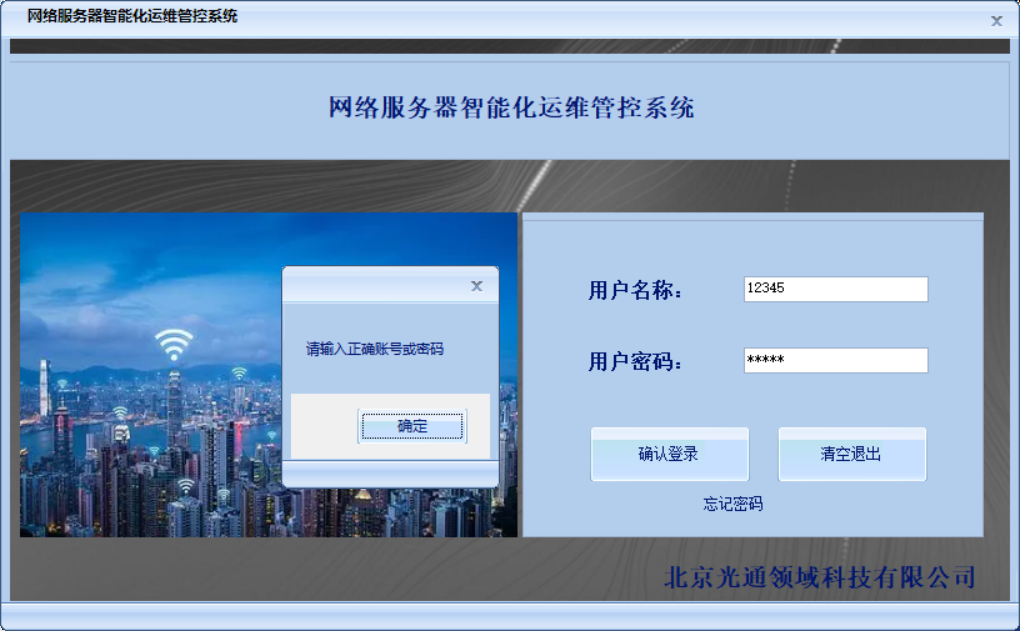 网络服务器智能化运维管控系统
网络服务器智能化运维管控系统
请输入正确账号或密码
确定
用户名称：
12345
用户密码：
*****
确认登录
清空退出
忘记密码
北京光通领域科技有限公司